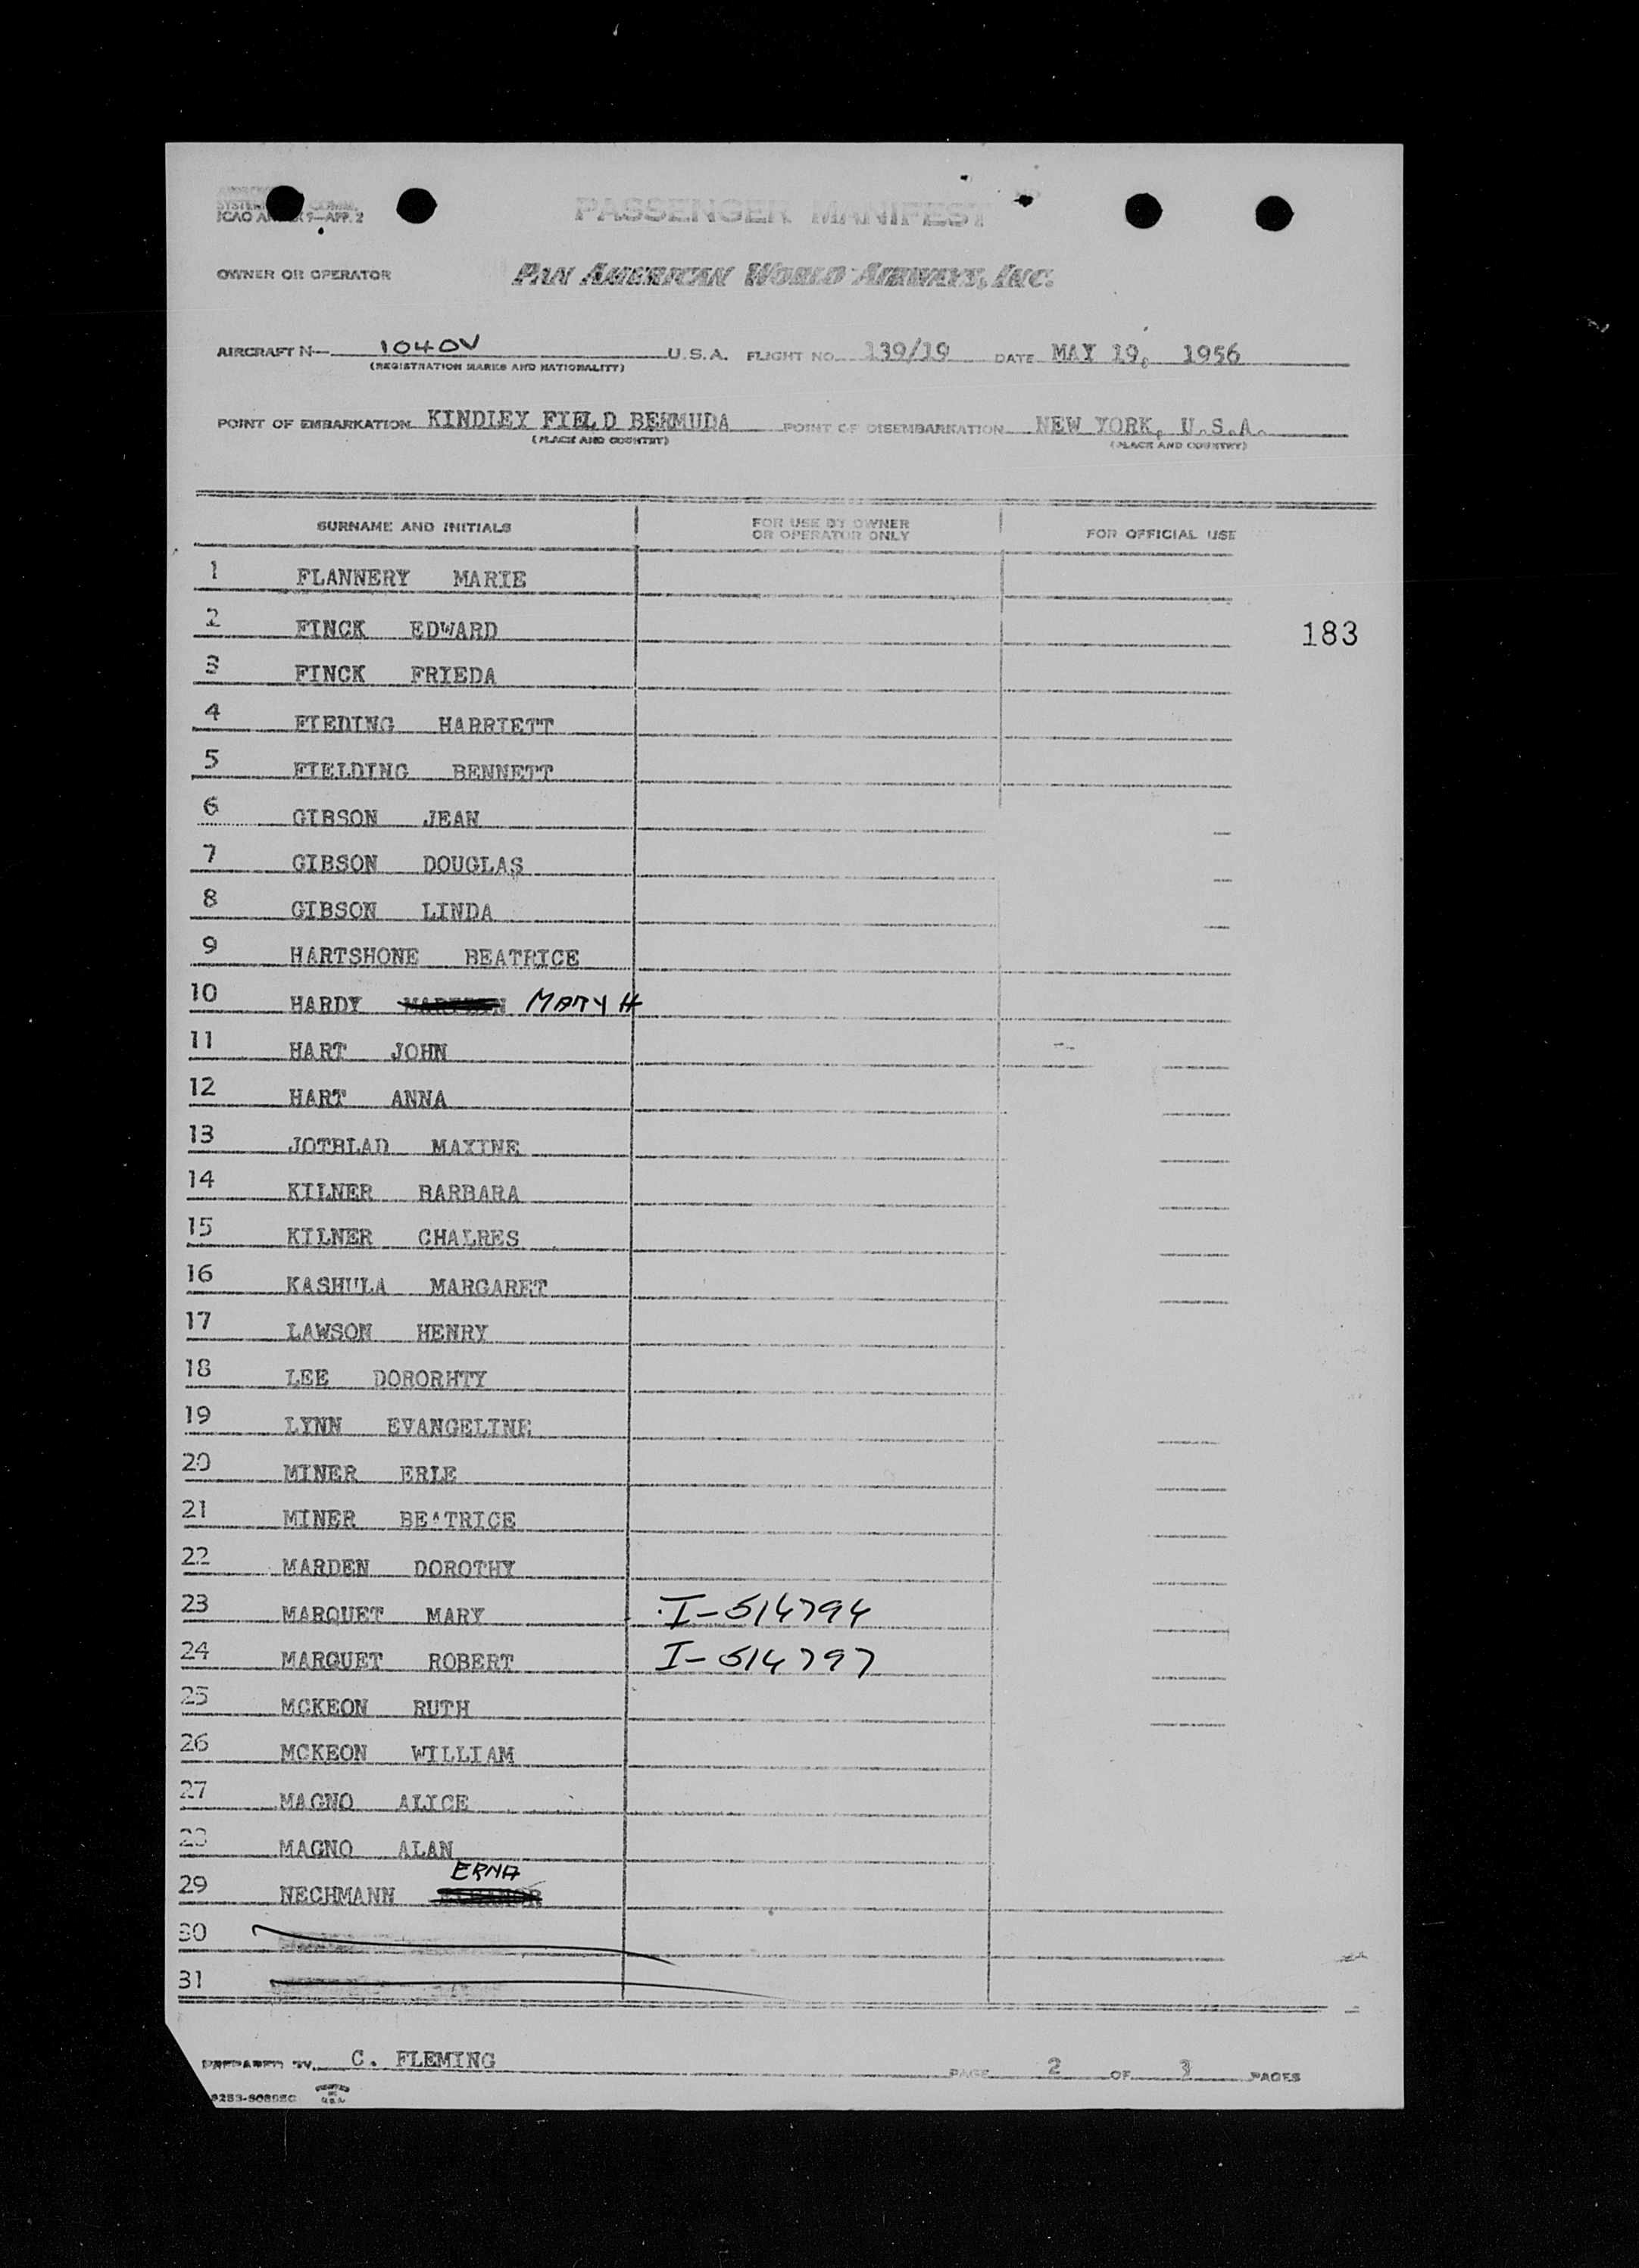 PASSENGER MANIFEST
ICAO AN 9—APP. 2
OWNER OR OPERATOR PAN AMERICAN WORLD AIRWAYS, INC.
AIRCRAFT N— 1040V U.S.A. FLIGHT NO. 139/19 DATE MAY 19, 1956
(REGISTRATION MARKS AND NATIONALITY)
POINT OF EMBARKATION KINDLEY FIELD BERMUDA POINT OF DISEMBARKATION NEW YORK, U.S.A.
(PLACE AND COUNTRY) (PLACE AND COUNTRY)
SURNAME AND INITIALS FOR USE BY OWNER OR OPERATOR ONLY FOR OFFICIAL USE
1 FLANNERY MARIE
2 FINCK EDWARD 183
3 FINCK FRIEDA
4 FIEDING HARRIETT
5 FIELDING BENNETT
6 GIBSON JEAN
7 GIBSON DOUGLAS
8 GIBSON LINDA
9 HARTSHONE BEATRICE
10 HARDY MARY H
11 HART JOHN
12 HART ANNA
13 JOTBLAD MAXINE
14 KILNER BARBARA
15 KILNER CHALRES
16 KASHULA MARGARET
17 LAWSON HENRY
18 LEE DORORHTY
19 LYNN EVANGELINE
20 MINER ERLE
21 MINER BEATRICE
22 MARDEN DOROTHY
23 MARQUET MARY I-514794
24 MARQUET ROBERT I-514797
25 MCKEON RUTH
26 MCKEON WILLIAM
27 MAGNO ALICE
28 MAGNO ALAN
ERNA
29 NECHMANN
30
31
PREPARED BY C. FLEMING PAGE 2 OF 3 PAGES
PRINTED IN U.S.A.